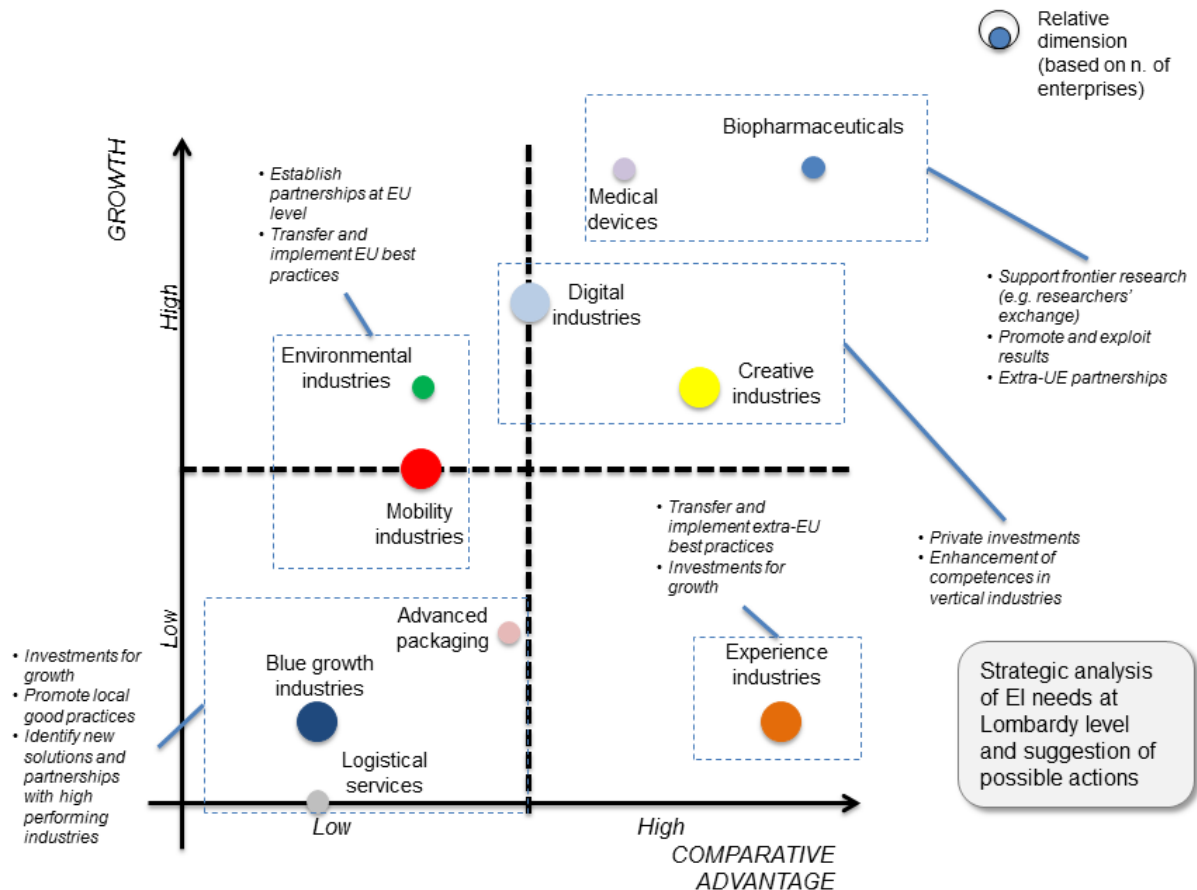 Relative
dimension
(based on n. of
enterprises)
GROWTH
High
Low
• Establish
partnerships at EU
level
• Transfer and
implement EU best
practices
Biopharmaceuticals
Medical
devices
Digital
industries
Environmental
industries
Creative
industries
Mobility
industries
• Support frontier research
(e.g. researchers'
exchange)
• Promote and exploit
results
• Extra-UE partnerships
• Transfer and
implement extra-EU
best practices
• Investments for
growth
• Private investments
• Enhancement of
competences in
vertical industries
Advanced
packaging
Blue growth
industries
Experience
industries
Logistical
services
• Investments for
growth
• Promote local
good practices
• Identify new
solutions and
partnerships
with high
performing
industries
Strategic analysis
of EI needs at
Lombardy level
and suggestion of
possible actions
Low
High
COMPARATIVE
ADVANTAGE